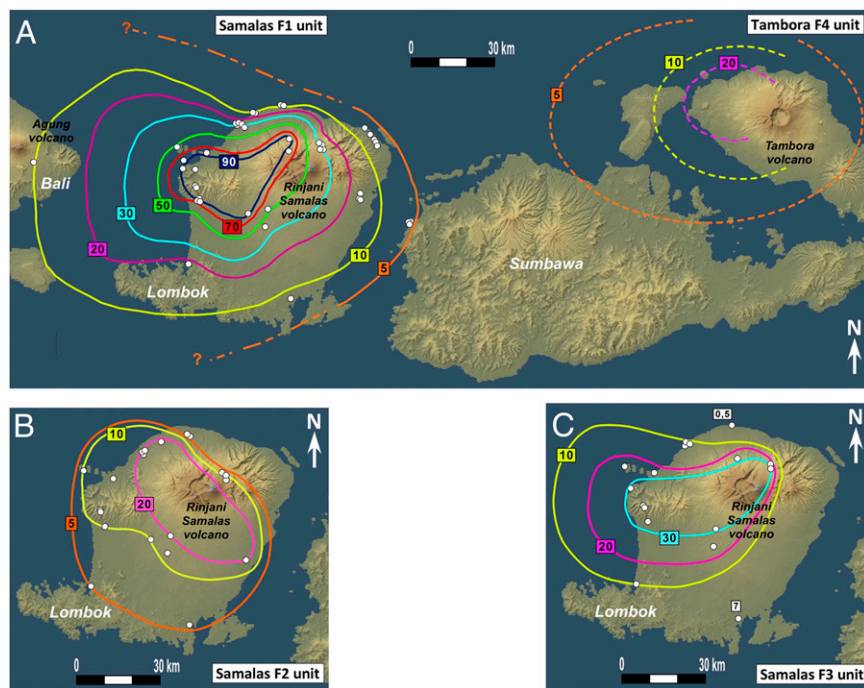 A
Samalas F1 unit
Tambora F4 unit
?
0 30 km
10
20
5
Agung
volcano
Tambora
volcano
Bali
90
Rinjani
Samalas
volcano
30
50
70
20
10
5
Sumbawa
Lombok
?
N
B
10
N
20
Rinjani
Samalas
volcano
5
Lombok
0 30 km
Samalas F2 unit
C
0,5
N
10
Rinjani
Samalas
volcano
30
20
7
Lombok
0 30 km
Samalas F3 unit